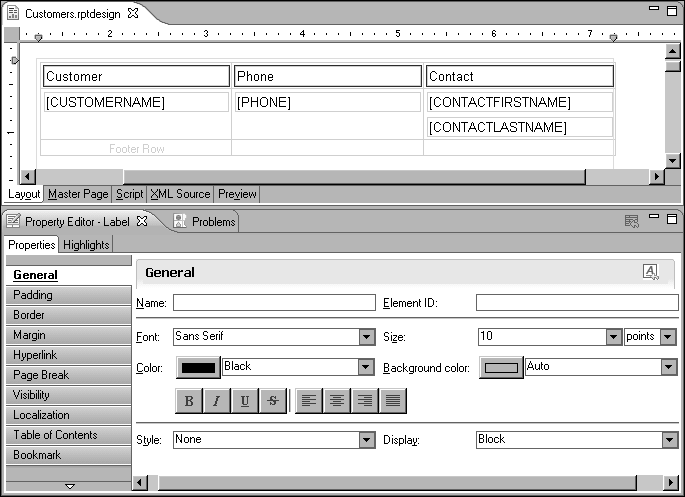 Customers.rptdesign
2 3 4 5 6 7
Customer Phone Contact
[CUSTOMERNAME] [PHONE] [CONTACTFIRSTNAME]
[CONTACTLASTNAME]
1
Footer Row
Layout Master Page Script XML Source Preview
Property Editor - Label Problems
Properties Highlights
General
Padding
Border
Margin
Hyperlink
Page Break
Visibility
Localization
Table of Contents
Bookmark
General
Name: Element ID:
Font: Sans Serif Size: 10 points
Color: Black Background color: Auto
B I U S
Style: None Display: Block